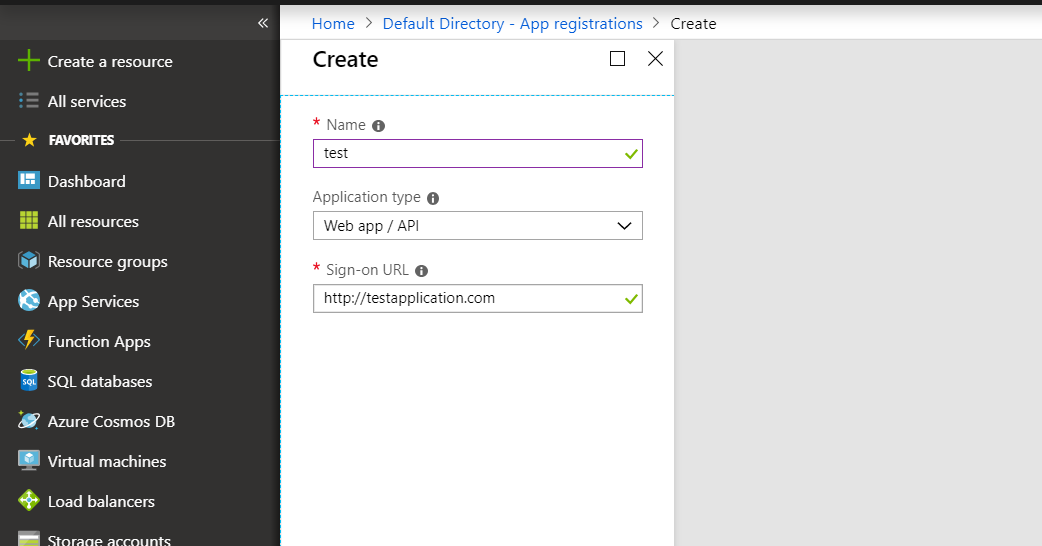 «
Home > Default Directory - App registrations > Create
Create a resource
All services
FAVORITES
Dashboard
All resources
Resource groups
App Services
Function Apps
SQL databases
Azure Cosmos DB
Virtual machines
Load balancers
Storage accounts
Create
* Name
test
Application type
Web app / API
* Sign-on URL
http://testapplication.com